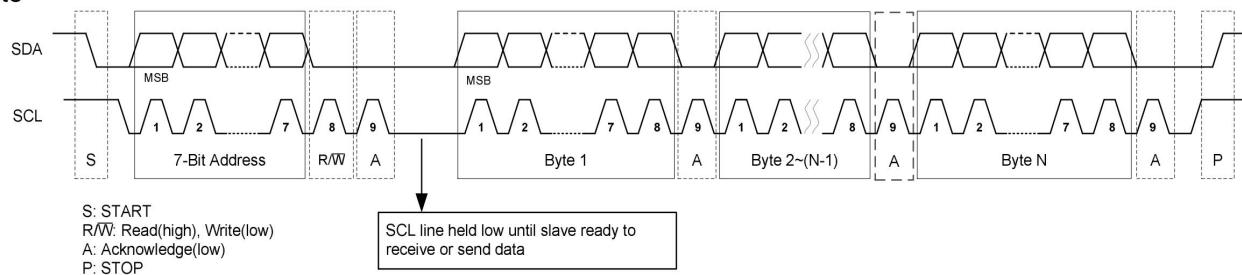 SDA
MSB
MSB
SCL
1 2 7 8 9 1 2 7 8 9 1 2 8 9 1 2 7 8 9
S 7-Bit Address R/W̅ A Byte 1 A Byte 2~(N-1) A Byte N A P
S: START
R/W̅: Read(high), Write(low)
A: Acknowledge(low)
P: STOP
SCL line held low until slave ready to
receive or send data